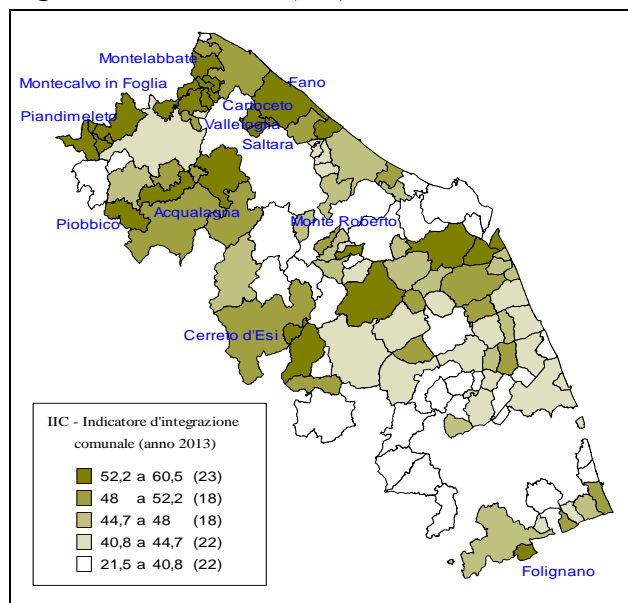 Montelabbate
Montecalvo in Foglia
Fano
Piandimeleto
Cartoceto
Vallefoglia
Saltara
Piobbico
Acqualagna
Monte Roberto
Cerreto d'Esi
IIC - Indicatore d'integrazione
comunale (anno 2013)
52,2 a 60,5 (23)
48 a 52,2 (18)
44,7 a 48 (18)
40,8 a 44,7 (22)
21,5 a 40,8 (22)
Folignano